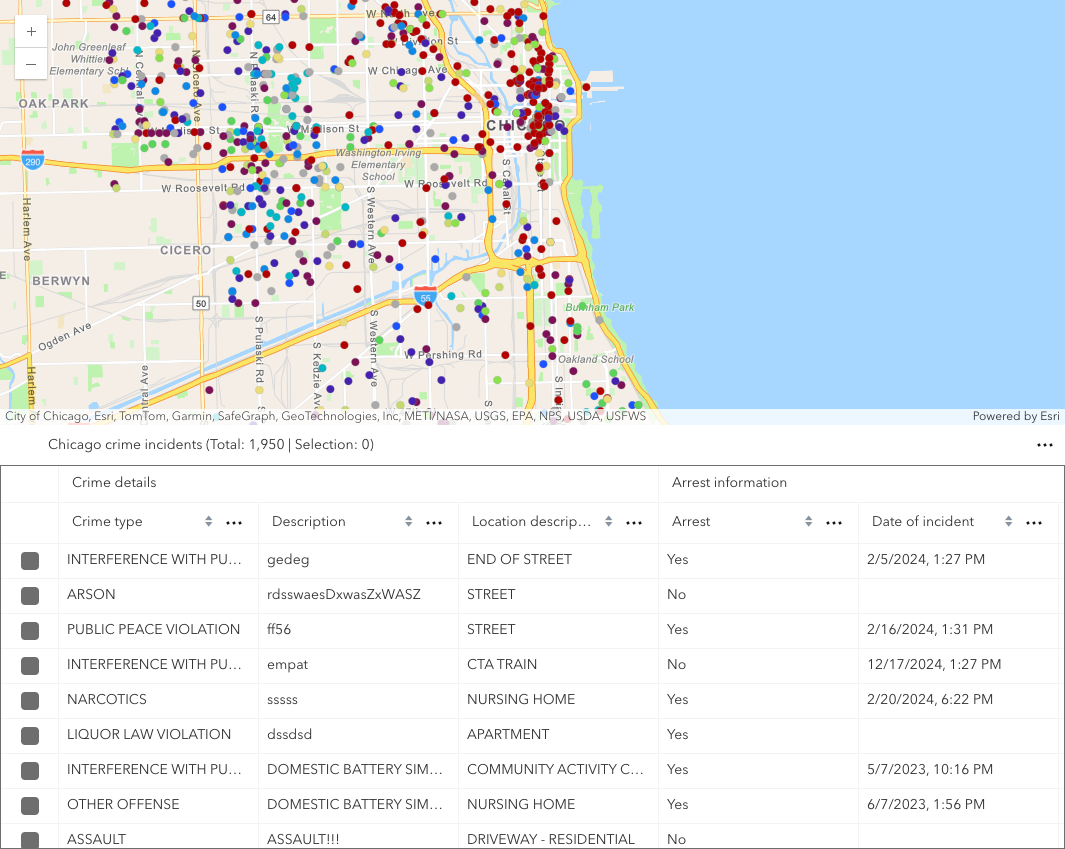 +
−
64
W North Ave
Division St
John Greenleaf
Whittier
Elementary
W Chicago Ave
N Pulaski Rd
OAK PARK
W Madison St
W Madison St
CHICAGO
290
Washington Irving
Elementary
School
W Roosevelt Rd
W Roosevelt Rd
S Canal St
Harlem Ave
S Western Ave
CICERO
BERWYN
50
55
Burnham Park
Ogden Ave
S Pulaski Rd
S Kedzie Ave
S Western Ave
W Pershing Rd
Oakland School
Harlem
City of Chicago, Esri, TomTom, Garmin, SafeGraph, GeoTechnologies, Inc, METI/NASA, USGS, EPA, NPS, USDA, USFWS
Powered by Esri
Chicago crime incidents (Total: 1,950 | Selection: 0)
Crime details Arrest information
Crime type Description Location descrip… Arrest Date of incident
INTERFERENCE WITH PU… gedeg END OF STREET Yes 2/5/2024, 1:27 PM
ARSON rdsswaesDxwasZxWASZ STREET No
PUBLIC PEACE VIOLATION ff56 STREET Yes 2/16/2024, 1:31 PM
INTERFERENCE WITH PU… empat CTA TRAIN No 12/17/2024, 1:27 PM
NARCOTICS sssss NURSING HOME Yes 2/20/2024, 6:22 PM
LIQUOR LAW VIOLATION dssdsd APARTMENT Yes
INTERFERENCE WITH PU… DOMESTIC BATTERY SIM… COMMUNITY ACTIVITY C… Yes 5/7/2023, 10:16 PM
OTHER OFFENSE DOMESTIC BATTERY SIM… NURSING HOME Yes 6/7/2023, 1:56 PM
ASSAULT ASSAULT!!! DRIVEWAY - RESIDENTIAL No